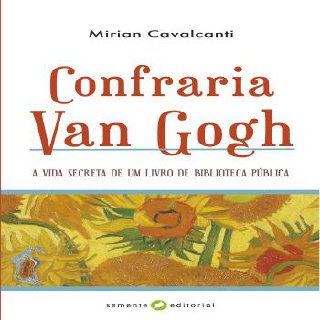 Mirian Cavalcanti
Confraria
Van Gogh
A VIDA SECRETA DE UM LIVRO DE BIBLIOTECA PÚBLICA
semente editorial